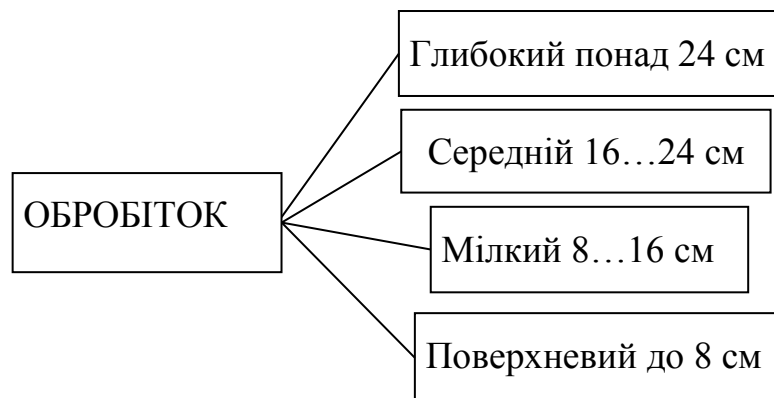 Глибокий понад 24 см
Середній 16…24 см
ОБРОБІТОК
Мілкий 8…16 см
Поверхневий до 8 см